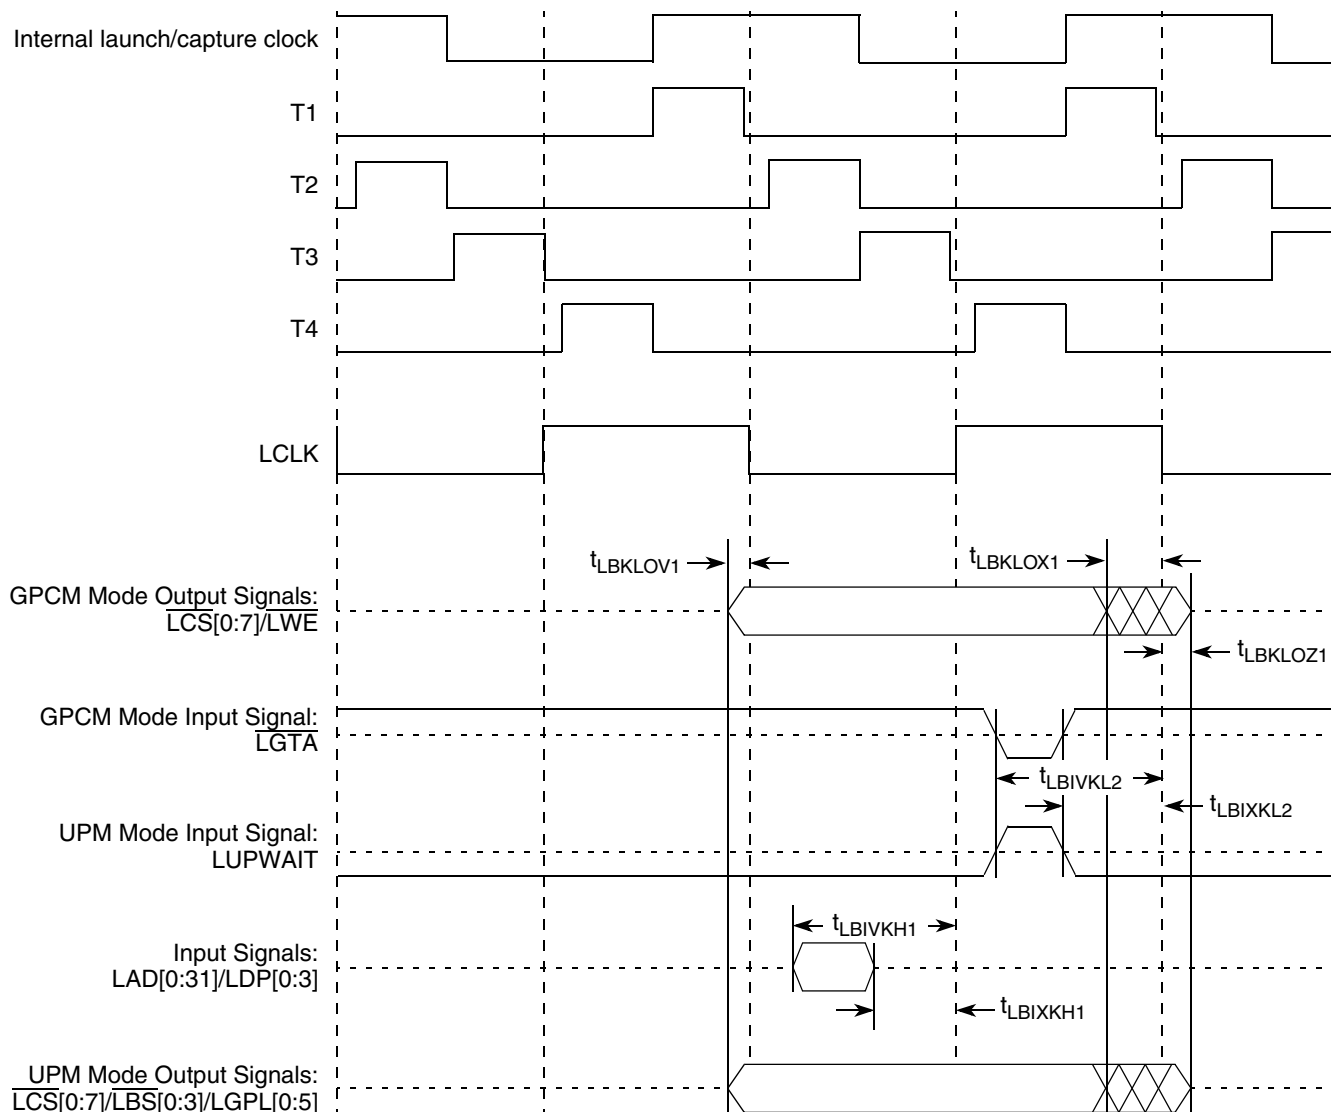 Internal launch/capture clock
T1
T2
T3
T4
LCLK
tLBKLOV1
tLBKLOX1
GPCM Mode Output Signals:
LCS[0:7]/LWE
tLBKLOZ1
GPCM Mode Input Signal:
LGTA
tLBIVKL2
tLBIXKL2
UPM Mode Input Signal:
LUPWAIT
tLBIVKH1
Input Signals:
LAD[0:31]/LDP[0:3]
tLBIXKH1
UPM Mode Output Signals:
LCS[0:7]/LBS[0:3]/LGPL[0:5]